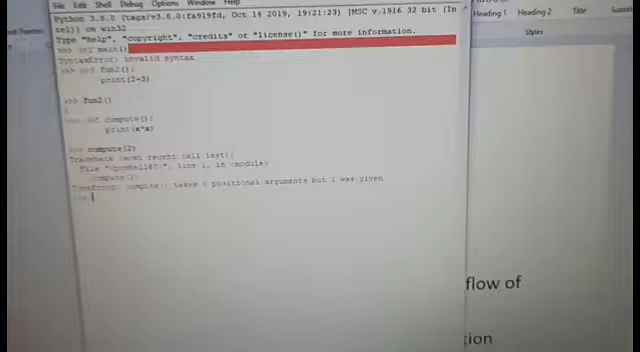 File Edit Shell Debug Options Window Help
Python 3.8.0 (tags/v3.8.0:fa919fd, Oct 14 2019, 19:21:23) [MSC v.1916 32 bit (In
tel)] on win32
Type "help", "copyright", "credits" or "license()" for more information.
>>> def main()
SyntaxError: invalid syntax
>>> def fun2():
print(2+3)
>>> fun2()
>>> def compute():
print(x*x)
>>> compute(2)
Traceback (most recent call last):
line 1, in <module>
compute(2)
TypeError: compute() takes 0 positional arguments but 1 was given
>>>
Heading 1 Heading 2 Title
Styles
flow of